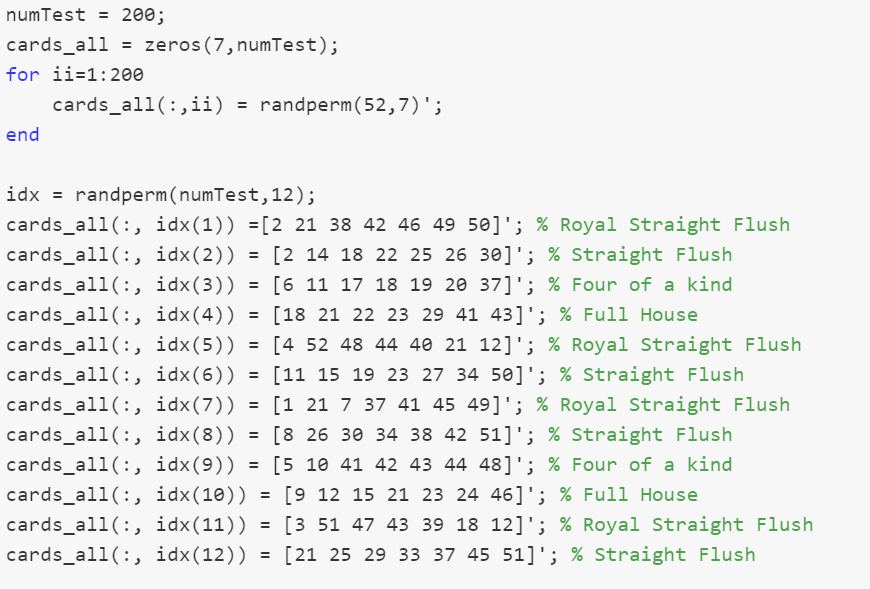 numTest = 200;
cards_all = zeros(7,numTest);
for ii=1:200
    cards_all(:,ii) = randperm(52,7)';
end

idx = randperm(numTest,12);
cards_all(:, idx(1)) =[2 21 38 42 46 49 50]'; % Royal Straight Flush
cards_all(:, idx(2)) = [2 14 18 22 25 26 30]'; % Straight Flush
cards_all(:, idx(3)) = [6 11 17 18 19 20 37]'; % Four of a kind
cards_all(:, idx(4)) = [18 21 22 23 29 41 43]'; % Full House
cards_all(:, idx(5)) = [4 52 48 44 40 21 12]'; % Royal Straight Flush
cards_all(:, idx(6)) = [11 15 19 23 27 34 50]'; % Straight Flush
cards_all(:, idx(7)) = [1 21 7 37 41 45 49]'; % Royal Straight Flush
cards_all(:, idx(8)) = [8 26 30 34 38 42 51]'; % Straight Flush
cards_all(:, idx(9)) = [5 10 41 42 43 44 48]'; % Four of a kind
cards_all(:, idx(10)) = [9 12 15 21 23 24 46]'; % Full House
cards_all(:, idx(11)) = [3 51 47 43 39 18 12]'; % Royal Straight Flush
cards_all(:, idx(12)) = [21 25 29 33 37 45 51]'; % Straight Flush